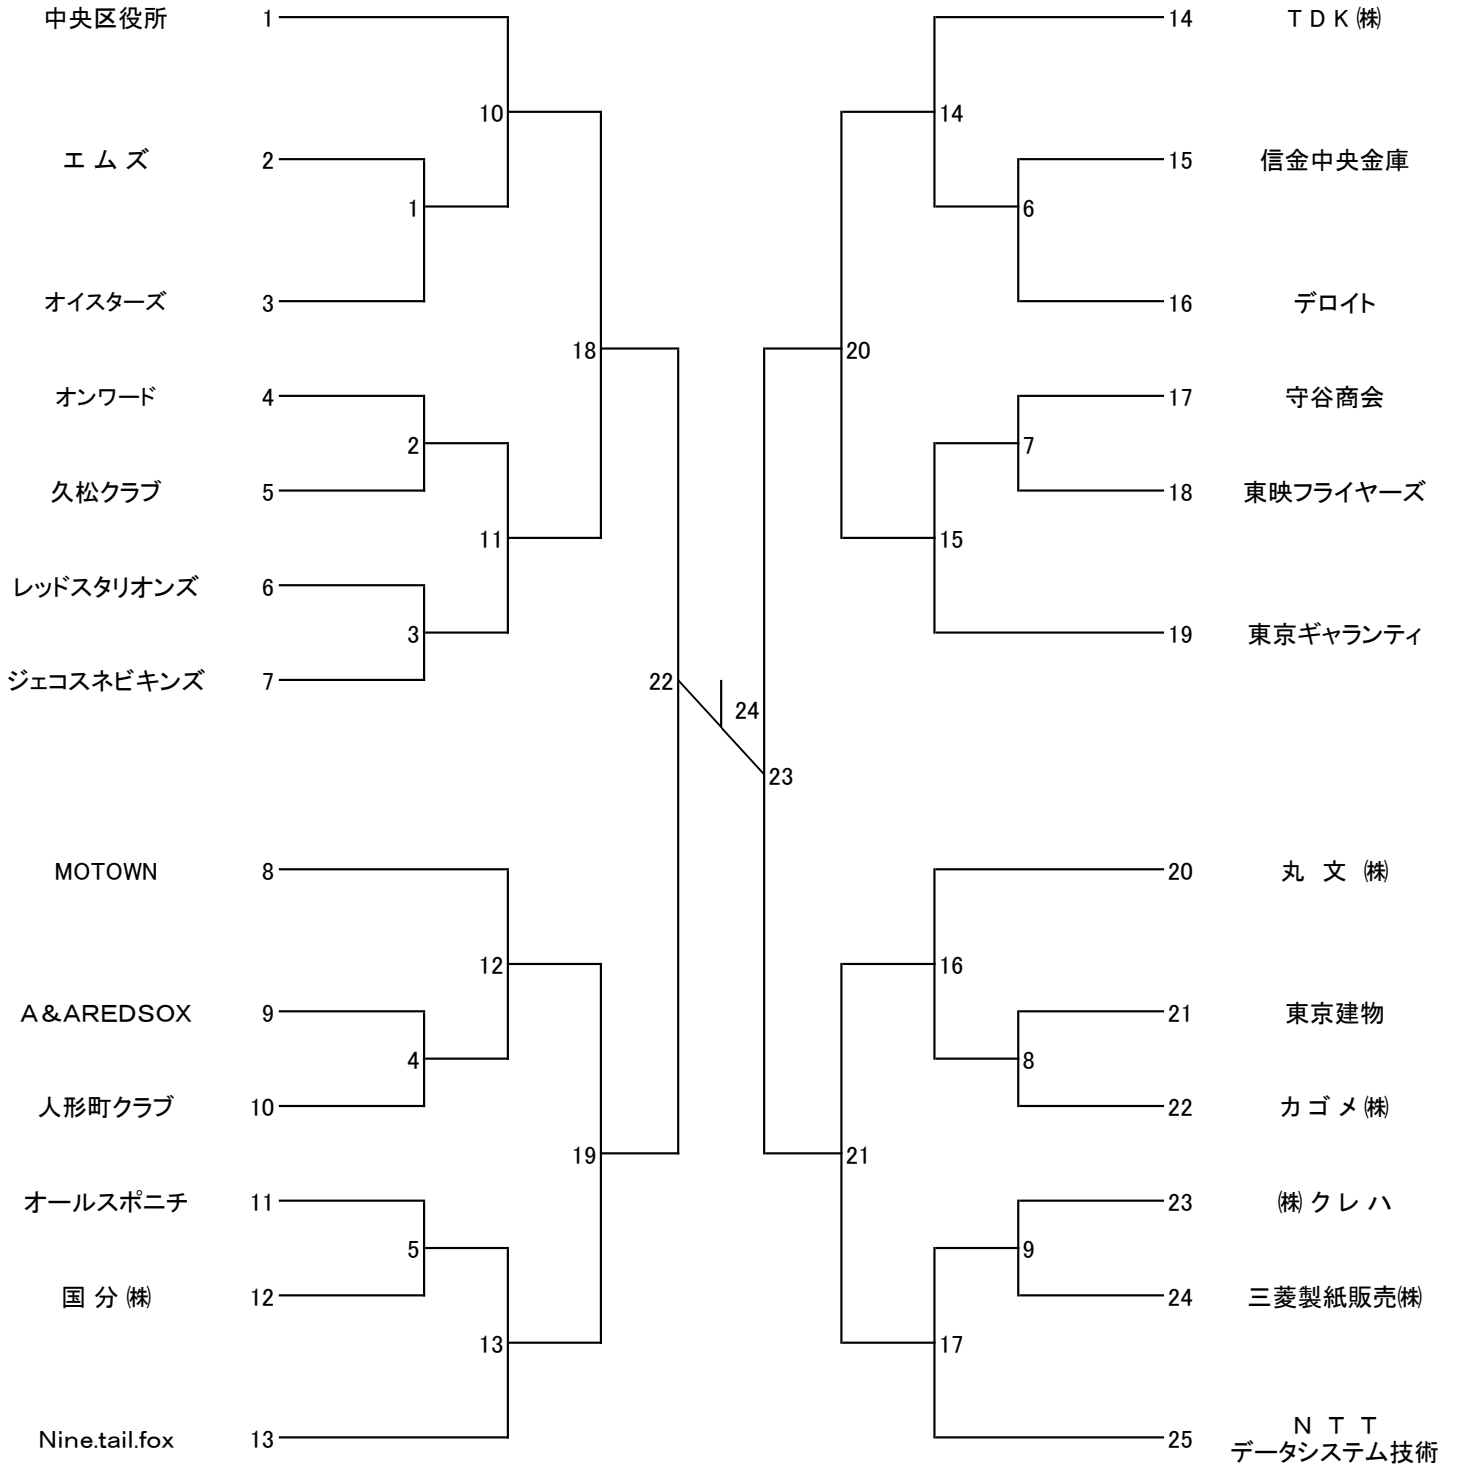 中央区役所 1
エムズ 2
オイスターズ 3
オンワード 4
久松クラブ 5
レッドスタリオンズ 6
ジェコスネビキンズ 7
MOTOWN 8
A&AREDSOX 9
人形町クラブ 10
オールスポニチ 11
国分㈱ 12
Nine.tail.fox 13
10
1
18
2
11
3
22
12
4
19
5
13
24
23
14
6
20
7
15
16
8
21
9
17
14 TDK㈱
15 信金中央金庫
16 デロイト
17 守谷商会
18 東映フライヤーズ
19 東京ギャランティ
20 丸文㈱
21 東京建物
22 カゴメ㈱
23 ㈱クレハ
24 三菱製紙販売㈱
25 NTT
データシステム技術